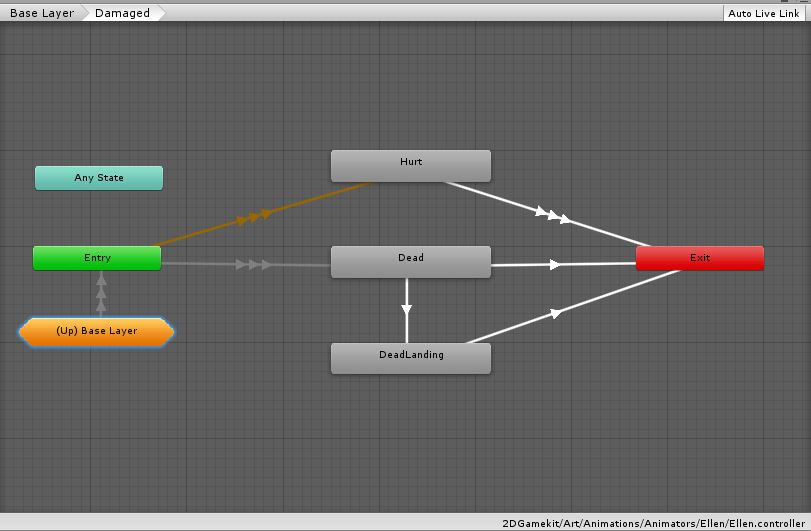 Base Layer
Damaged
Auto Live Link
Hurt
Any State
Entry
Dead
Exit
(Up) Base Layer
DeadLanding
2DGamekit/Art/Animations/Animators/Ellen/Ellen.controller